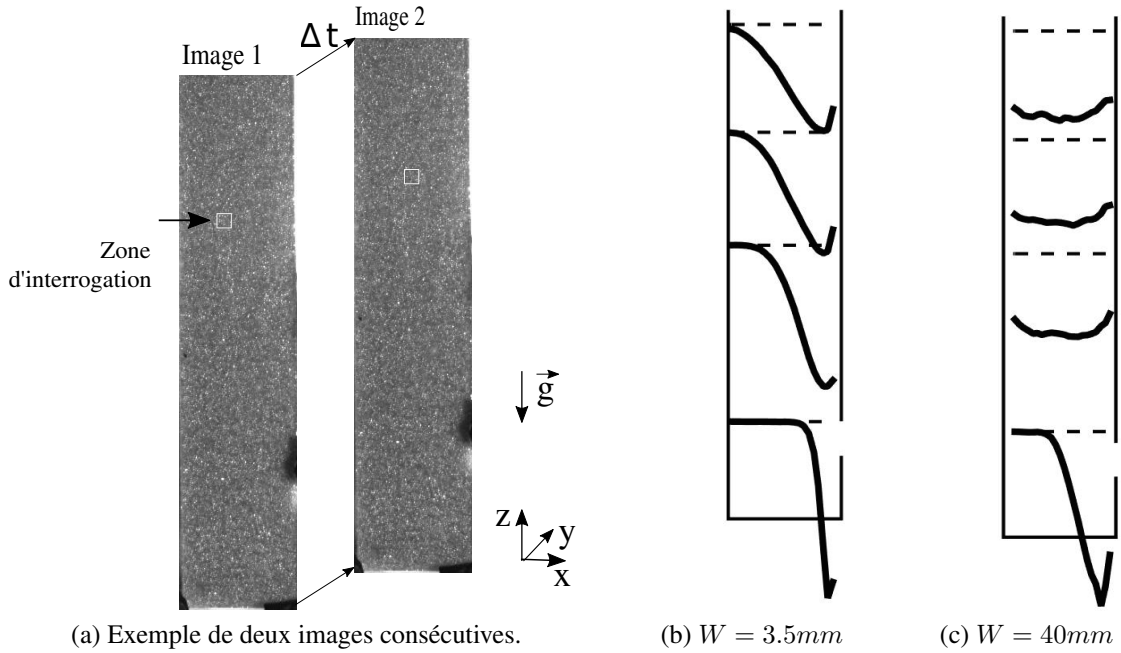 Image 1
Δt
Image 2
Zone
d'interrogation
g
z
y
x
(a) Exemple de deux images consécutives.
(b) W = 3.5mm
(c) W = 40mm